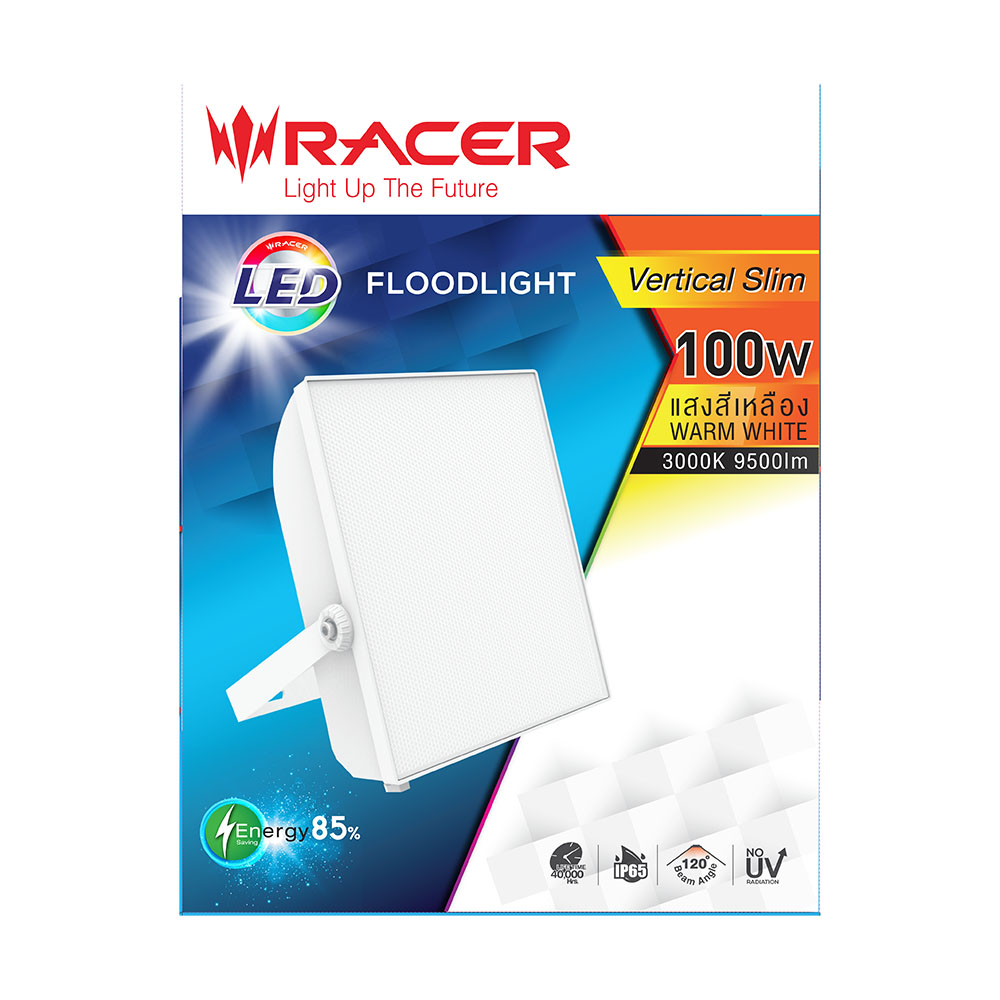 RACER
Light Up The Future
RACER
LED
FLOODLIGHT
Vertical Slim
100W
แสงสีเหลือง
WARM WHITE
3000K 9500lm
Energy 85%
Saving
LIFETIME
40,000
Hrs.
IP65
120°
Beam Angle
NO
UV
RADIATION